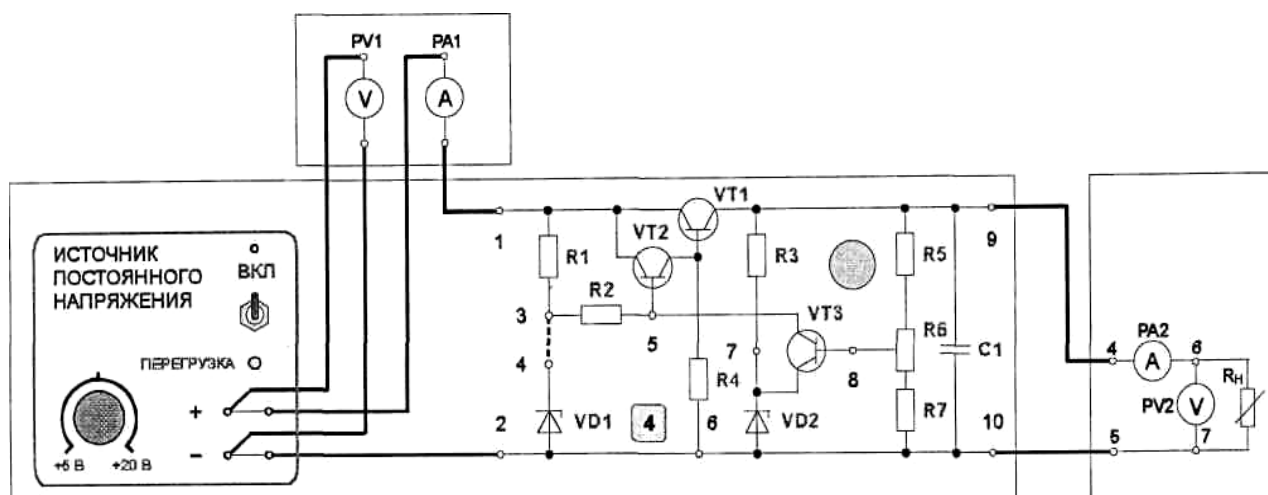 PV1 PA1
V A
ИСТОЧНИК
ПОСТОЯННОГО
НАПРЯЖЕНИЯ
ВКЛ
ПЕРЕГРУЗКА
+
−
+6 В +20 В
1
2
3
4
R1
R2
VD1
VT2
5
VT1
R4
4
6
R3
7
VD2
VT3
8
R5
R6
R7
C1
9
10
4
5
PA2
A
6
PV2
V
7
RН